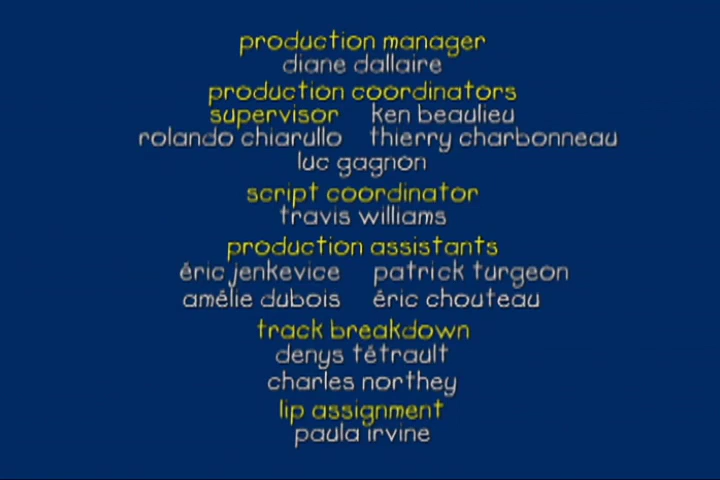 production manager
diane dallaire
production coordinators
supervisor ken beaulieu
rolando chiarullo thierry charbonneau
luc gagnon
script coordinator
travis williams
production assistants
éric jenkevice patrick turgeon
amélie dubois éric chouteau
track breakdown
denys tétrault
charles northey
lip assignment
paula irvine